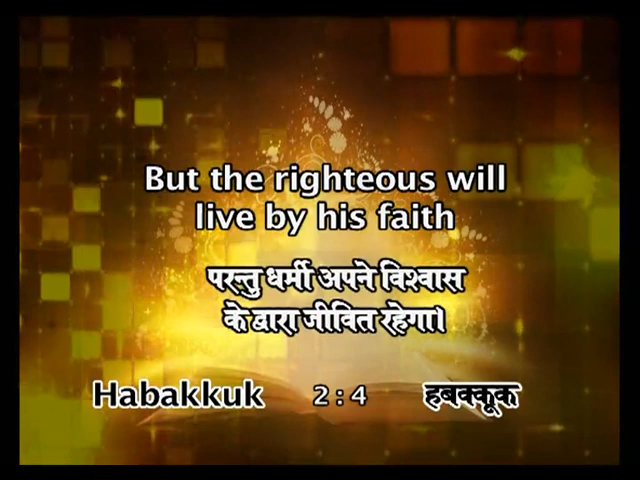 But the righteous will
live by his faith
परन्तु धर्मी अपने विश्वास
के द्वारा जीवित रहेगा।
Habakkuk 2:4 हबक्कूक